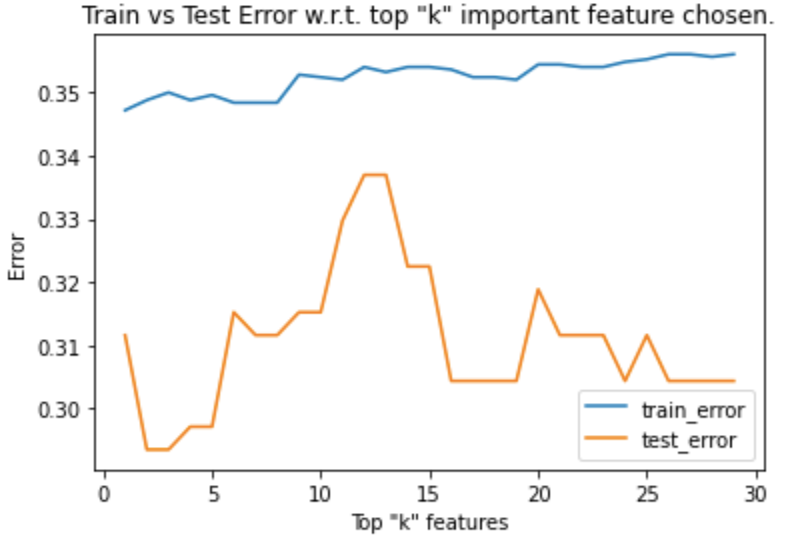 Train vs Test Error w.r.t. top "k" important feature chosen.
Error
0.35
0.34
0.33
0.32
0.31
0.30
train_error
test_error
0 5 10 15 20 25 30
Top "k" features